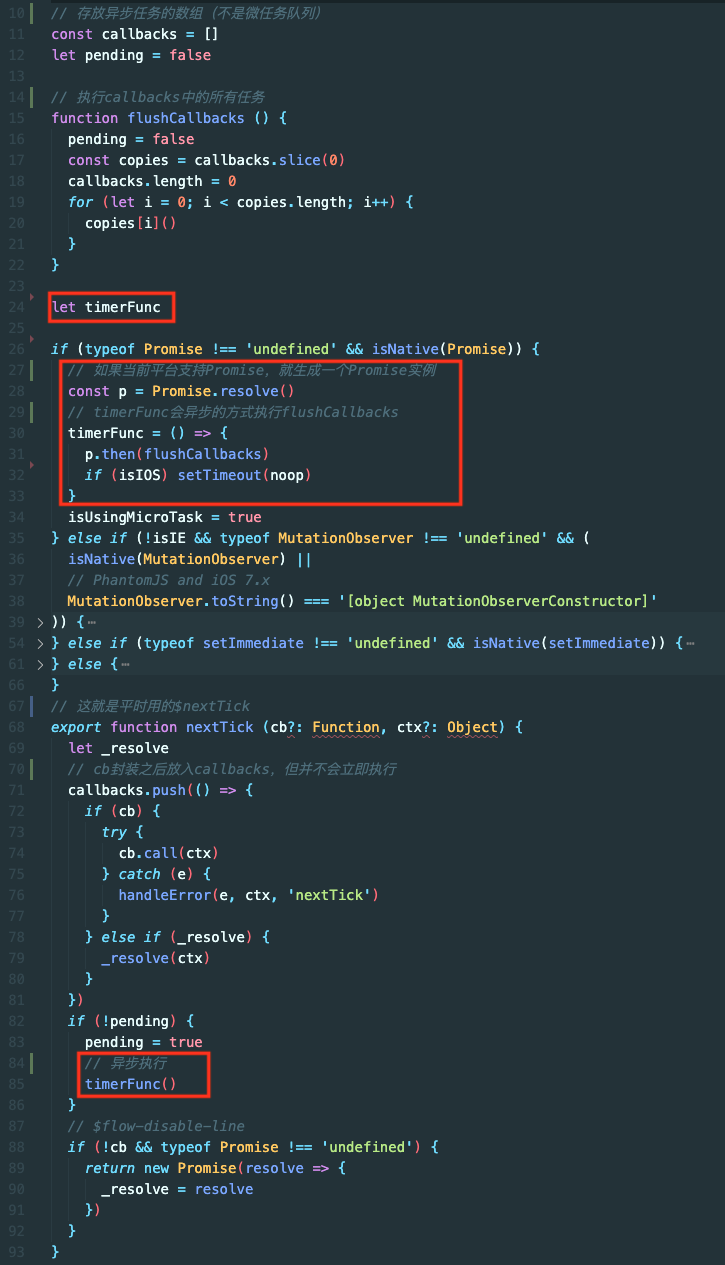 10 // 存放异步任务的数组（不是微任务队列）
11 const callbacks = []
12 let pending = false
13
14 // 执行callbacks中的所有任务
15 function flushCallbacks () {
16   pending = false
17   const copies = callbacks.slice(0)
18   callbacks.length = 0
19   for (let i = 0; i < copies.length; i++) {
20     copies[i]()
21   }
22 }
23
24 let timerFunc
25
26 if (typeof Promise !== 'undefined' && isNative(Promise)) {
27   // 如果当前平台支持Promise，就生成一个Promise实例
28   const p = Promise.resolve()
29   // timerFunc会异步的方式执行flushCallbacks
30   timerFunc = () => {
31     p.then(flushCallbacks)
32     if (isIOS) setTimeout(noop)
33   }
34   isUsingMicroTask = true
35 } else if (!isIE && typeof MutationObserver !== 'undefined' && (
36   isNative(MutationObserver) ||
37   // PhantomJS and iOS 7.x
38   MutationObserver.toString() === '[object MutationObserverConstructor]'
39 )) {⋯
54 } else if (typeof setImmediate !== 'undefined' && isNative(setImmediate)) {⋯
61 } else {⋯
66 }
67 // 这就是平时用的$nextTick
68 export function nextTick (cb?: Function, ctx?: Object) {
69   let _resolve
70   // cb封装之后放入callbacks，但并不会立即执行
71   callbacks.push(() => {
72     if (cb) {
73       try {
74         cb.call(ctx)
75       } catch (e) {
76         handleError(e, ctx, 'nextTick')
77       }
78     } else if (_resolve) {
79       _resolve(ctx)
80     }
81   })
82   if (!pending) {
83     pending = true
84     // 异步执行
85     timerFunc()
86   }
87   // $flow-disable-line
88   if (!cb && typeof Promise !== 'undefined') {
89     return new Promise(resolve => {
90       _resolve = resolve
91     })
92   }
93 }